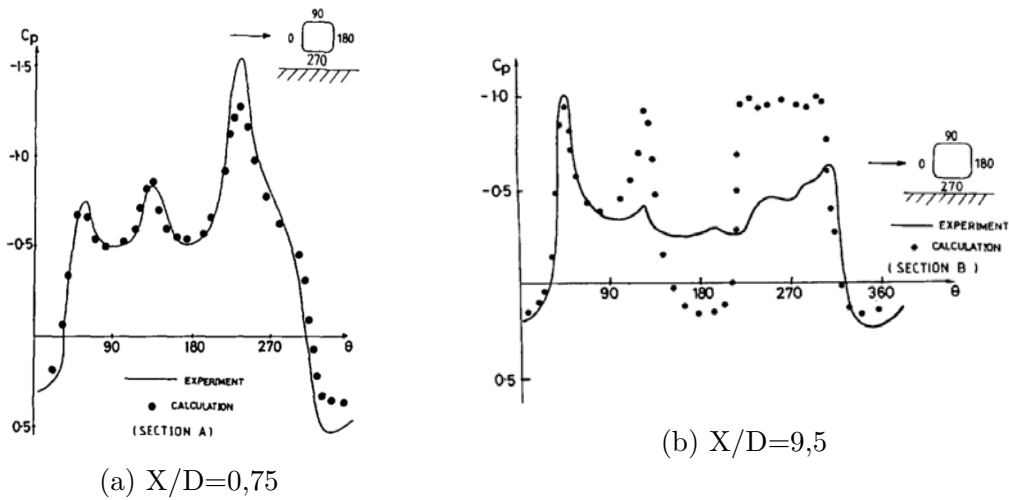 Cp
-1·5
-1·0
-0·5
0·5
90 180 270 θ
90
0 180
270
EXPERIMENT
CALCULATION
(SECTION A)
(a) X/D=0,75
Cp
-1·0
-0·5
0·5
90 180 270 360
θ
90
0 180
270
EXPERIMENT
CALCULATION
(SECTION B)
(b) X/D=9,5